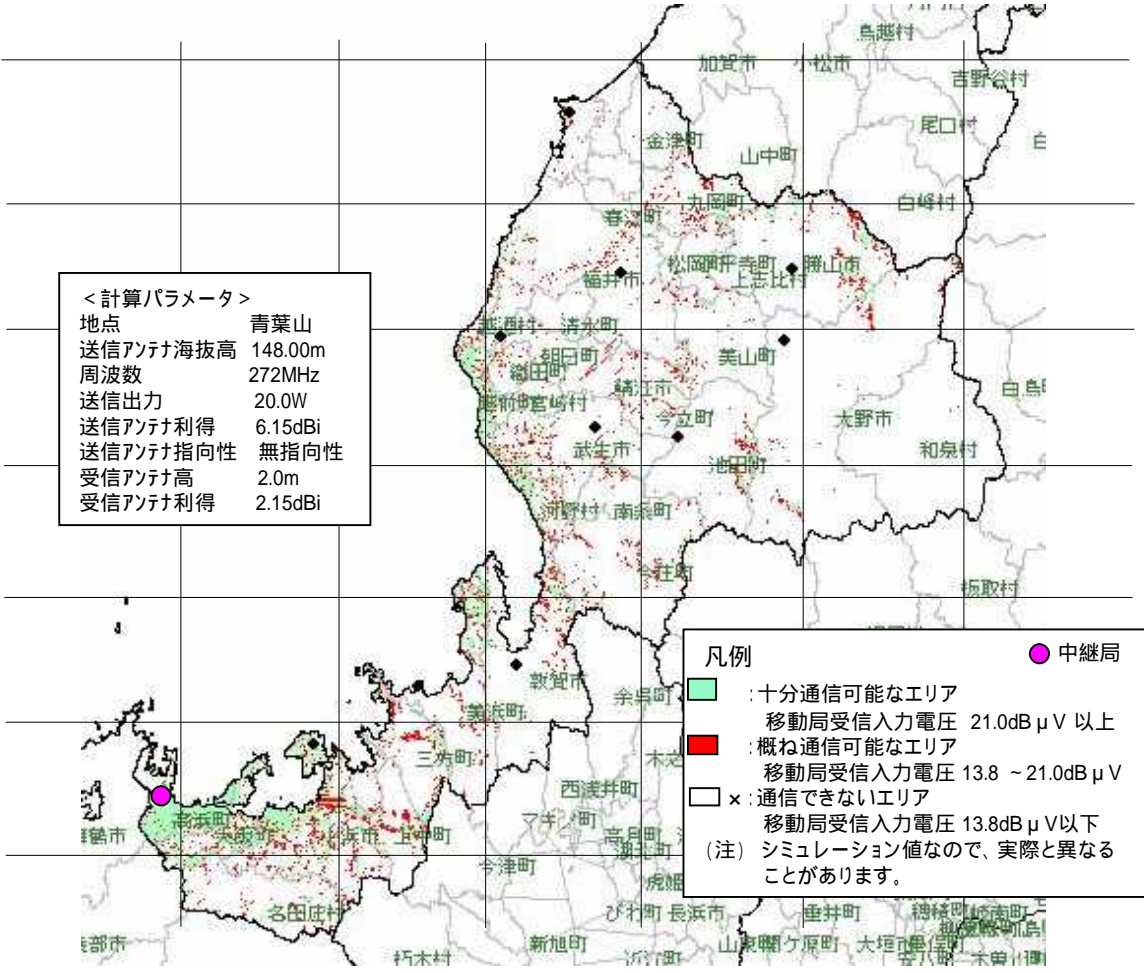 鳥越村
加賀市
小松市
吉野谷村
尾口村
金津町
山中町
白峰村
丸岡町
春江町
松岡町
上志比村
勝山市
福井市
<計算パラメータ>
地点 青葉山
送信アンテナ海抜高 148.00m
周波数 272MHz
送信出力 20.0W
送信アンテナ利得 6.15dBi
送信アンテナ指向性 無指向性
受信アンテナ高 2.0m
受信アンテナ利得 2.15dBi
越廼村
清水町
朝日町
織田町
美山町
鯖江市
越前町
宮崎村
今立町
大野市
武生市
池田町
和泉村
河野村
南条町
今庄町
板取村
敦賀市
余呉町
美浜町
三方町
西浅井町
高浜町
小浜市
上中町
マキノ町
高月町
今津町
名田庄村
びわ町
長浜市
垂井町
新旭町
朽木村
関ケ原町
凡例
中継局
:十分通信可能なエリア
移動局受信入力電圧 21.0dBμV 以上
:概ね通信可能なエリア
移動局受信入力電圧 13.8 ~21.0dBμV
×:通信できないエリア
移動局受信入力電圧 13.8dBμV以下
(注) シミュレーション値なので、実際と異なる
ことがあります。